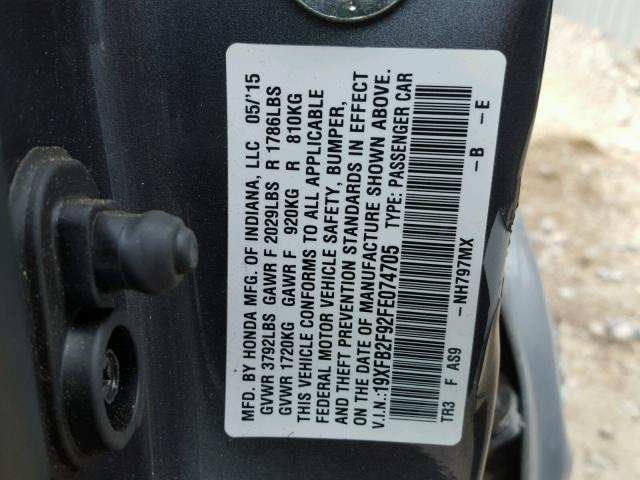 MFD. BY HONDA MFG. OF INDIANA, LLC 05/'15
GVWR 3792LBS GAWR F 2029LBS R 1786LBS
GVWR 1720KG GAWR F 920KG R 810KG
THIS VEHICLE CONFORMS TO ALL APPLICABLE
FEDERAL MOTOR VEHICLE SAFETY, BUMPER,
AND THEFT PREVENTION STANDARDS IN EFFECT
ON THE DATE OF MANUFACTURE SHOWN ABOVE.
V.I.N.: 19XFB2F92FE074705 TYPE: PASSENGER CAR
TR3 F AS9 -NH797MX -B -E